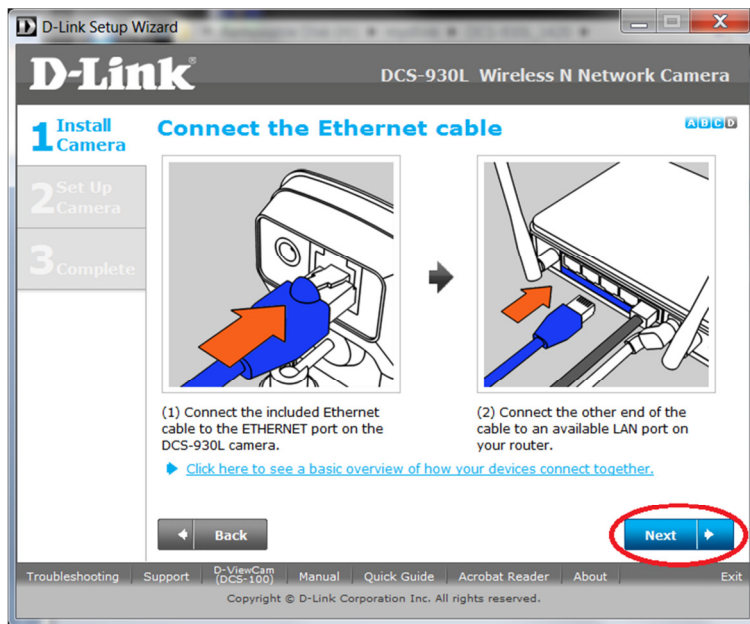 D-Link Setup Wizard
D-Link
DCS-930L Wireless N Network Camera
1 Install
Camera
2 Set Up
Camera
3 Complete
Connect the Ethernet cable
A B C D
(1) Connect the included Ethernet
cable to the ETHERNET port on the
DCS-930L camera.
(2) Connect the other end of the
cable to an available LAN port on
your router.
Click here to see a basic overview of how your devices connect together.
Back
Next
Troubleshooting Support D-ViewCam (DCS-100) Manual Quick Guide Acrobat Reader About Exit
Copyright © D-Link Corporation Inc. All rights reserved.